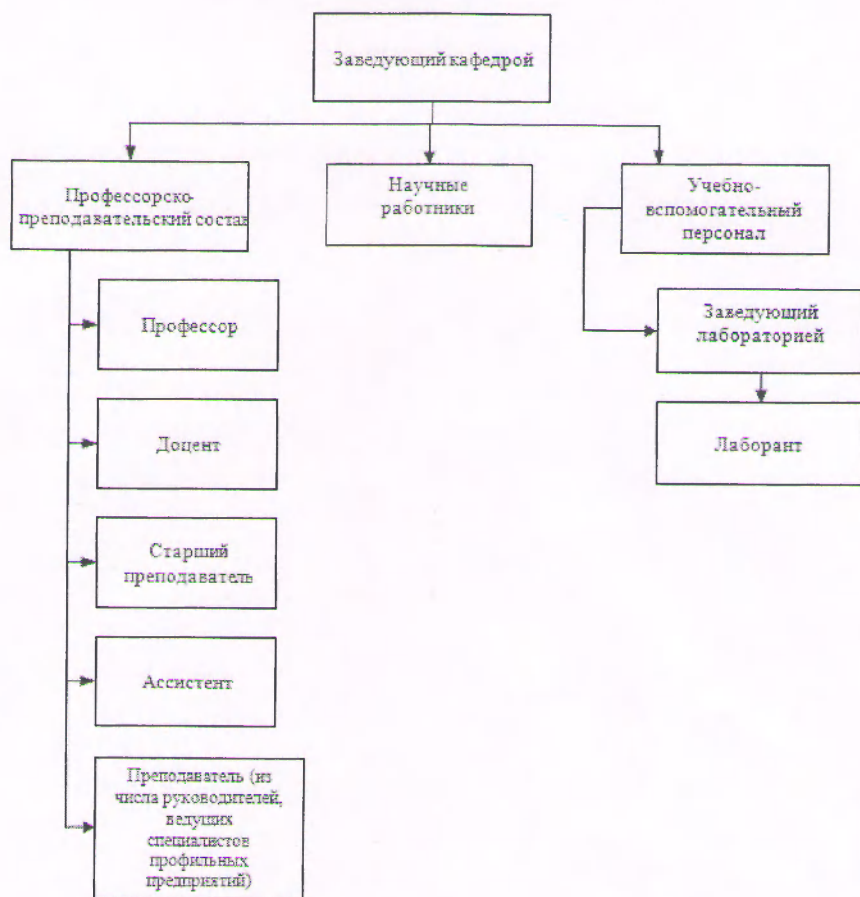 Заведующий кафедрой
Профессорско-
преподавательский состав
Научные
работники
Учебно-
вспомогательный
персонал
Профессор
Доцент
Старший
преподаватель
Ассистент
Преподаватель (из
числа руководителей,
ведущих
специалистов
профильных
предприятий)
Заведующий
лабораторией
Лаборант